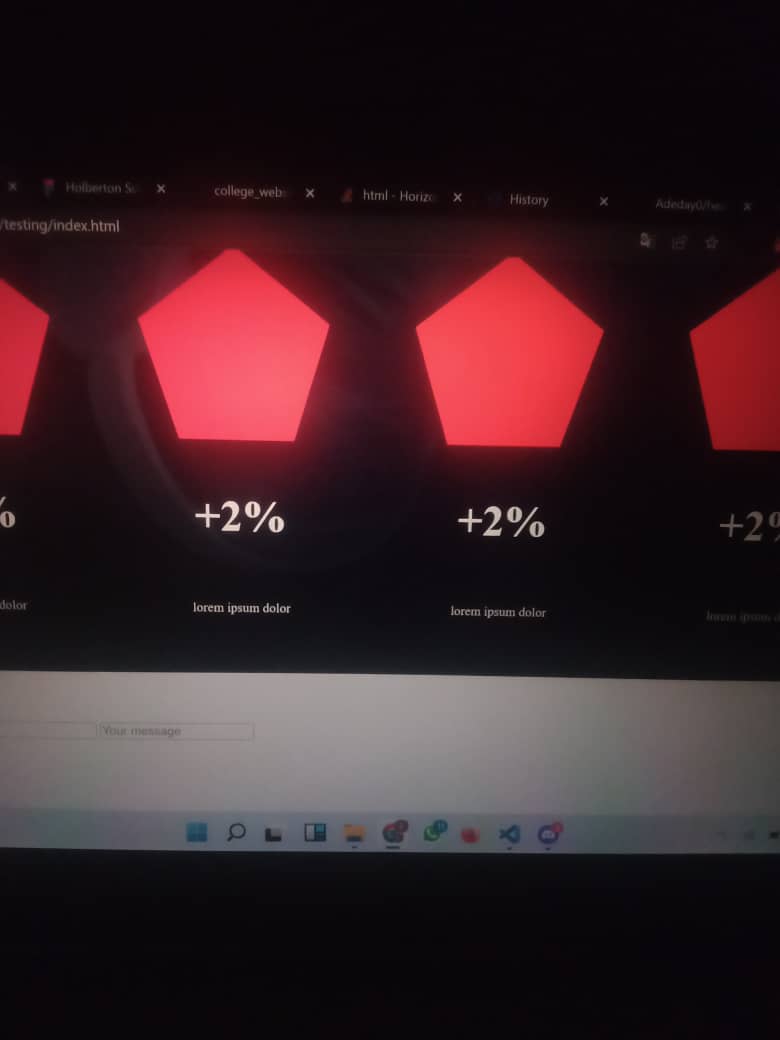 Holberton S
college_web
html - Horiz
History
Adeday0/he
/testing/index.html
%
+2%
+2%
+2%
dolor
lorem ipsum dolor
lorem ipsum dolor
lorem ipsum
Your message